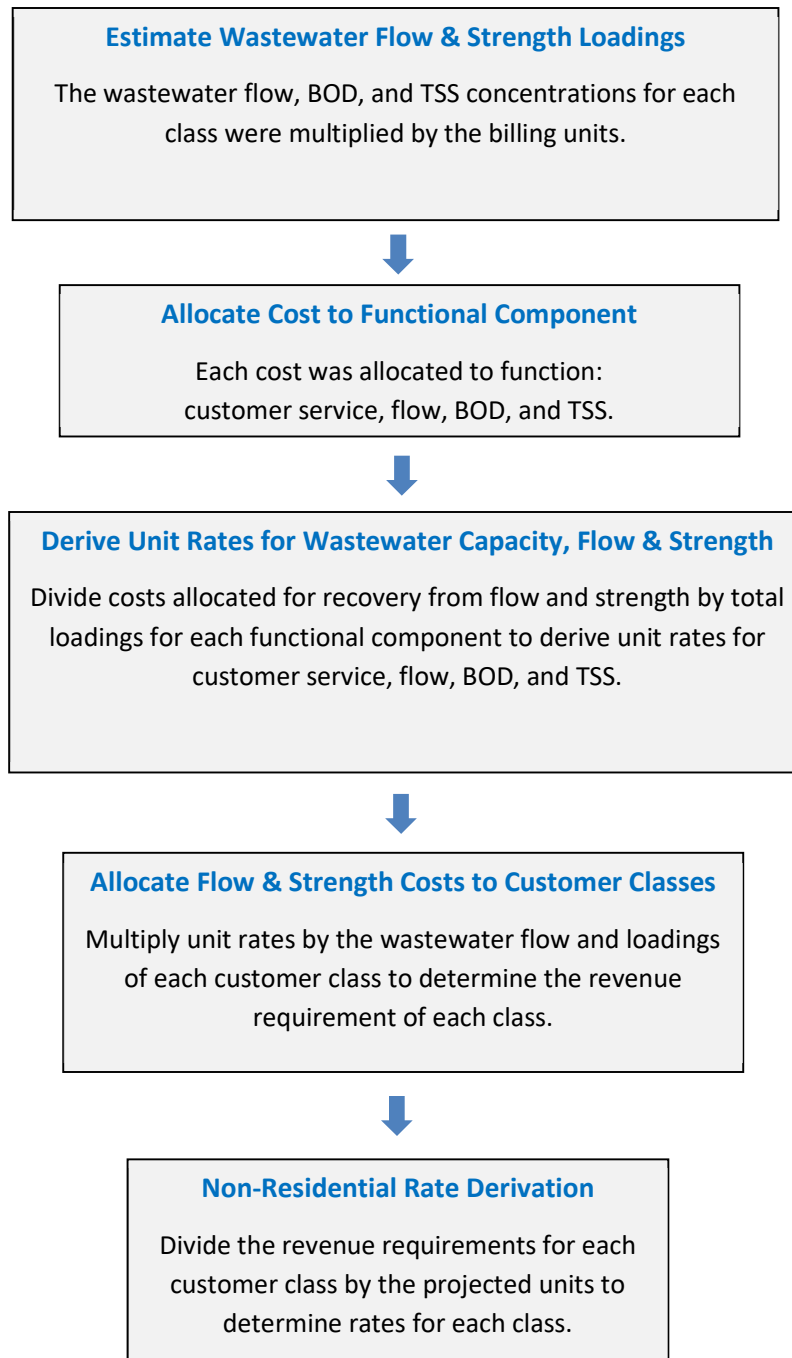 Estimate Wastewater Flow & Strength Loadings
The wastewater flow, BOD, and TSS concentrations for each
class were multiplied by the billing units.
Allocate Cost to Functional Component
Each cost was allocated to function:
customer service, flow, BOD, and TSS.
Derive Unit Rates for Wastewater Capacity, Flow & Strength
Divide costs allocated for recovery from flow and strength by total
loadings for each functional component to derive unit rates for
customer service, flow, BOD, and TSS.
Allocate Flow & Strength Costs to Customer Classes
Multiply unit rates by the wastewater flow and loadings
of each customer class to determine the revenue
requirement of each class.
Non-Residential Rate Derivation
Divide the revenue requirements for each
customer class by the projected units to
determine rates for each class.